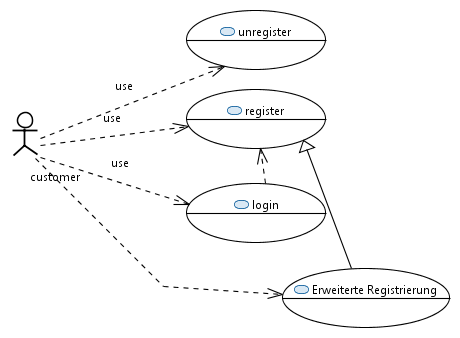 unregister
use
use
register
use
customer
login
Erweiterte Registrierung